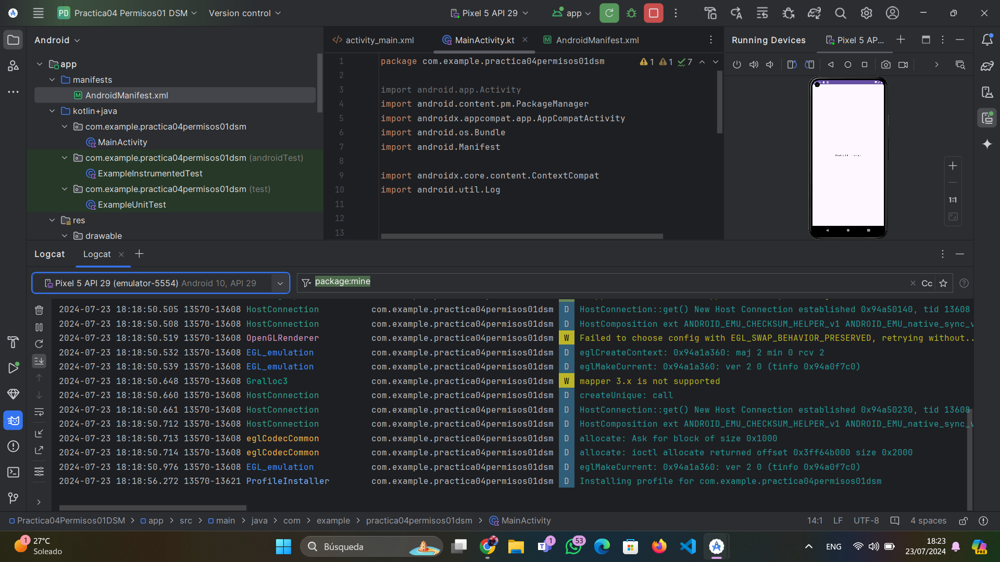 PD Practica04 Permisos01 DSM Version control Pixel 5 API 29 app
Android
app
manifests
AndroidManifest.xml
kotlin+java
com.example.practica04permisos01dsm
MainActivity
com.example.practica04permisos01dsm (androidTest)
ExampleInstrumentedTest
com.example.practica04permisos01dsm (test)
ExampleUnitTest
res
drawable
activity_main.xml MainActivity.kt AndroidManifest.xml
1 package com.example.practica04permisos01dsm 1 1 7
2
3 import android.app.Activity
4 import android.content.pm.PackageManager
5 import androidx.appcompat.app.AppCompatActivity
6 import android.os.Bundle
7 import android.Manifest
8
9 import androidx.core.content.ContextCompat
10 import android.util.Log
11
12
13
Running Devices Pixel 5 AP...
1:1
Logcat Logcat
Pixel 5 API 29 (emulator-5554) Android 10, API 29 package:mine Cc
2024-07-23 18:18:50.505 13570-13608 HostConnection com.example.practica04permisos01dsm D HostConnection::get() New Host Connection established 0x94a50140, tid 13608
2024-07-23 18:18:50.508 13570-13608 HostConnection com.example.practica04permisos01dsm D HostComposition ext ANDROID_EMU_CHECKSUM_HELPER_v1 ANDROID_EMU_native_sync_v
2024-07-23 18:18:50.519 13570-13608 OpenGLRenderer com.example.practica04permisos01dsm W Failed to choose config with EGL_SWAP_BEHAVIOR_PRESERVED, retrying without..
2024-07-23 18:18:50.532 13570-13608 EGL_emulation com.example.practica04permisos01dsm D eglCreateContext: 0x94a1a360: maj 2 min 0 rcv 2
2024-07-23 18:18:50.539 13570-13608 EGL_emulation com.example.practica04permisos01dsm D eglMakeCurrent: 0x94a1a360: ver 2 0 (tinfo 0x94a0f7c0)
2024-07-23 18:18:50.648 13570-13608 Gralloc3 com.example.practica04permisos01dsm W mapper 3.x is not supported
2024-07-23 18:18:50.660 13570-13608 HostConnection com.example.practica04permisos01dsm D createUnique: call
2024-07-23 18:18:50.661 13570-13608 HostConnection com.example.practica04permisos01dsm D HostConnection::get() New Host Connection established 0x94a50230, tid 13608
2024-07-23 18:18:50.712 13570-13608 HostConnection com.example.practica04permisos01dsm D HostComposition ext ANDROID_EMU_CHECKSUM_HELPER_v1 ANDROID_EMU_native_sync_v
2024-07-23 18:18:50.713 13570-13608 eglCodecCommon com.example.practica04permisos01dsm D allocate: Ask for block of size 0x1000
2024-07-23 18:18:50.714 13570-13608 eglCodecCommon com.example.practica04permisos01dsm D allocate: ioctl allocate returned offset 0x3ff64b000 size 0x2000
2024-07-23 18:18:50.976 13570-13608 EGL_emulation com.example.practica04permisos01dsm D eglMakeCurrent: 0x94a1a360: ver 2 0 (tinfo 0x94a0f7c0)
2024-07-23 18:18:56.272 13570-13621 ProfileInstaller com.example.practica04permisos01dsm D Installing profile for com.example.practica04permisos01dsm
Practica04Permisos01DSM > app > src > main > java > com > example > practica04permisos01dsm > MainActivity 14:1 LF UTF-8 4 spaces
1 27°C
Soleado
Búsqueda
1
53
ENG
18:23
23/07/2024
PRE